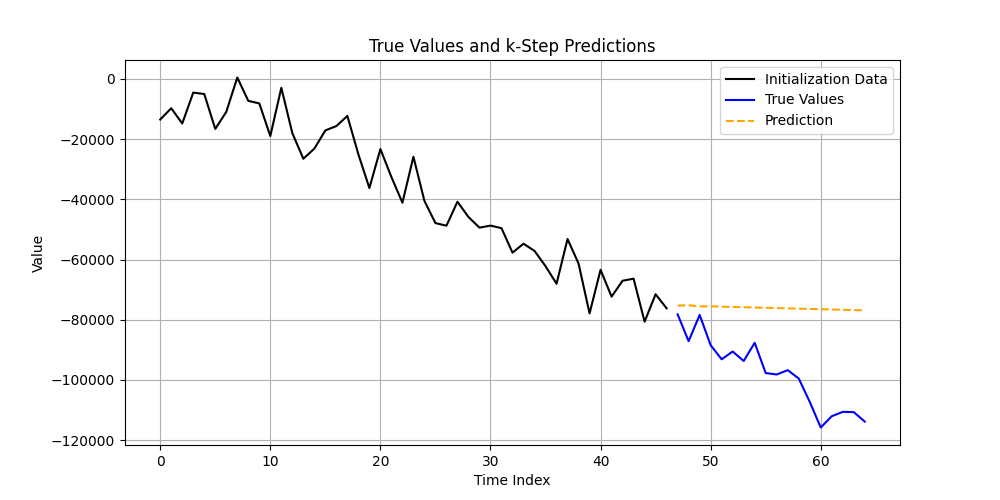 True Values and k-Step Predictions
Initialization Data
True Values
Prediction
0
−20000
−40000
−60000
−80000
−100000
−120000
Value
0 10 20 30 40 50 60
Time Index